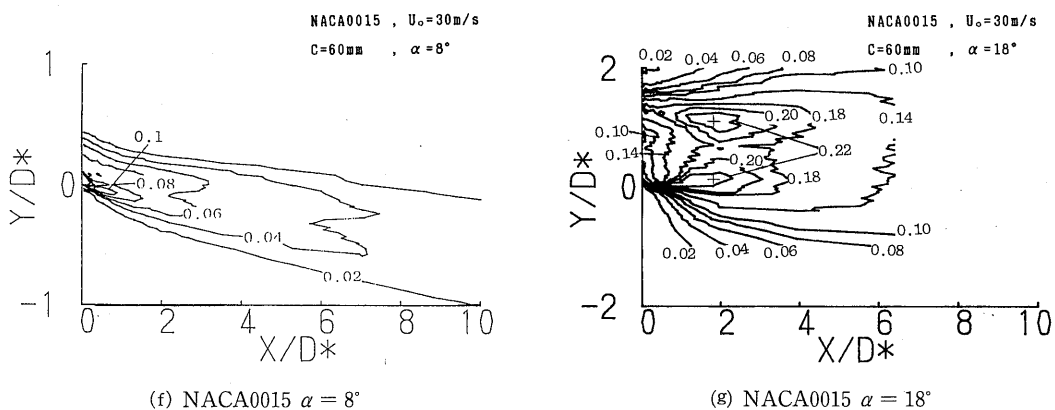 NACA0015 , U₀=30m/s
C=60mm , α=8°
1
0
-1
Y/D*
0.1
0.08
0.06
0.04
0.02
0 2 4 6 8 10
X/D*
(f) NACA0015 α = 8°
NACA0015 , U₀=30m/s
C=60mm , α=18°
2
0
-2
Y/D*
0.02 0.04 0.06 0.08
0.10
0.20 0.18 0.14
0.10
0.14
0.22
0.20
0.18
0.10
0.02 0.04 0.06 0.08
0 2 4 6 8 10
X/D*
(g) NACA0015 α = 18°